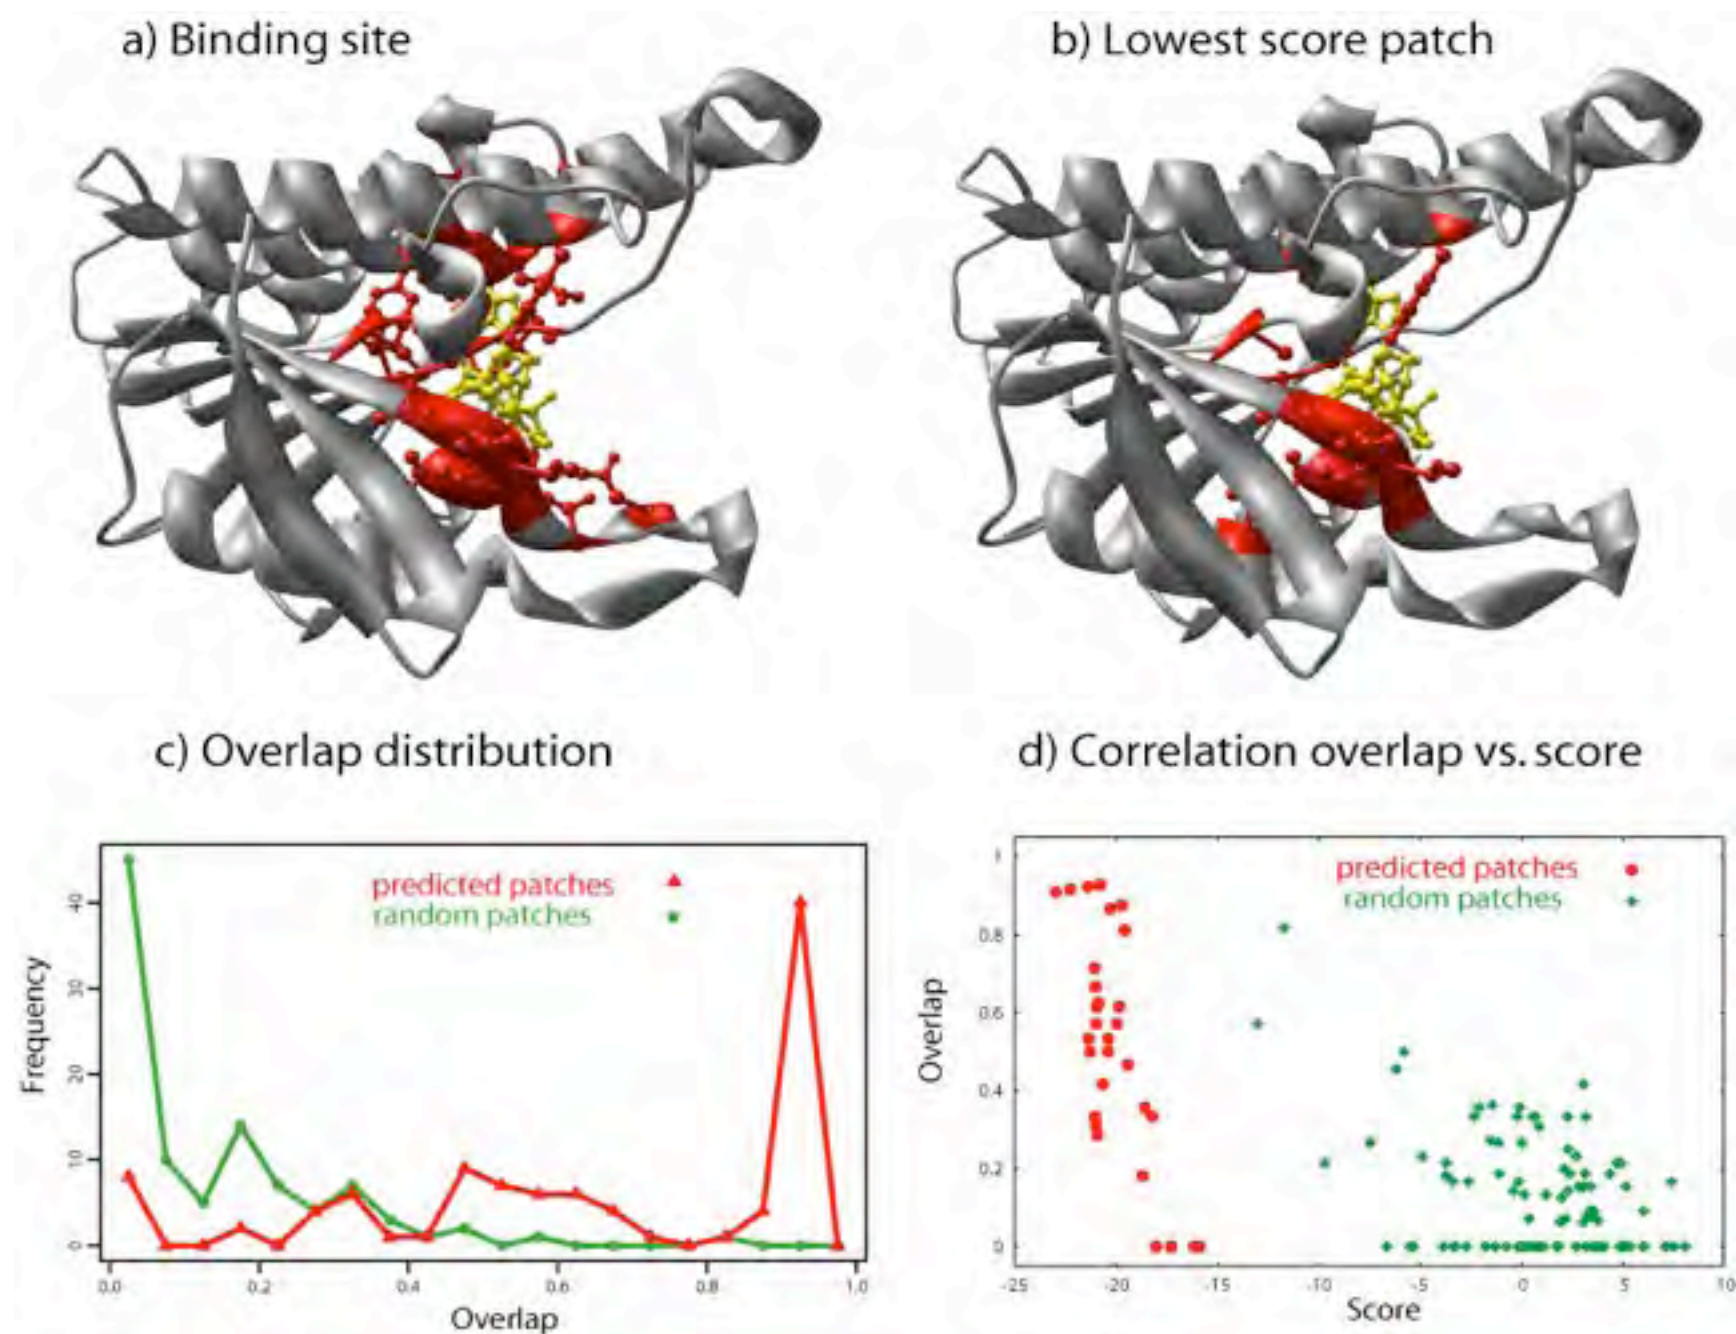 a) Binding site
b) Lowest score patch
c) Overlap distribution
d) Correlation overlap vs. score
predicted patches
random patches
Frequency
0
10
20
30
40
0.0
0.2
0.4
0.6
0.8
1.0
Overlap
predicted patches
random patches
Overlap
1
0.8
0.6
0.4
0.2
0
-25
-20
-15
-10
-5
0
5
10
Score